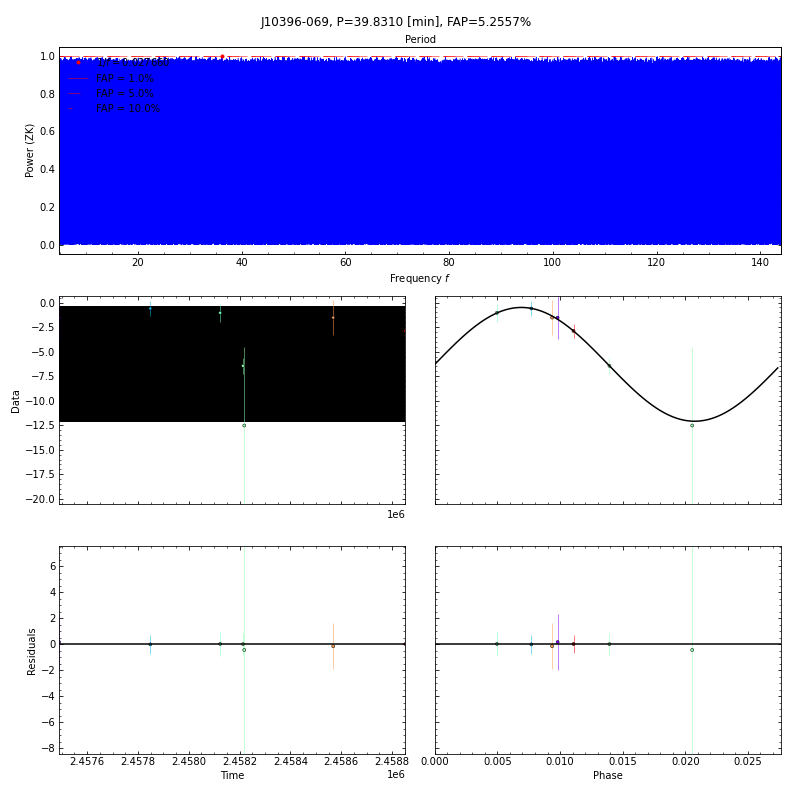 J10396-069, P=39.8310 [min], FAP=5.2557%
Period
1.0
0.8
0.6
0.4
0.2
0.0
Power (ZK)
FAP = 1.0%
FAP = 5.0%
FAP = 10.0%
20 40 60 80 100 120 140
Frequency f
0.0
−2.5
−5.0
−7.5
−10.0
−12.5
−15.0
−17.5
−20.0
Data
1e6
6
4
2
0
−2
−4
−6
−8
Residuals
2.4576 2.4578 2.4580 2.4582 2.4584 2.4586 2.4588
Time
1e6
0.000 0.005 0.010 0.015 0.020 0.025
Phase